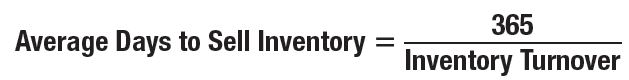 Average Days to Sell Inventory = 365
Inventory Turnover